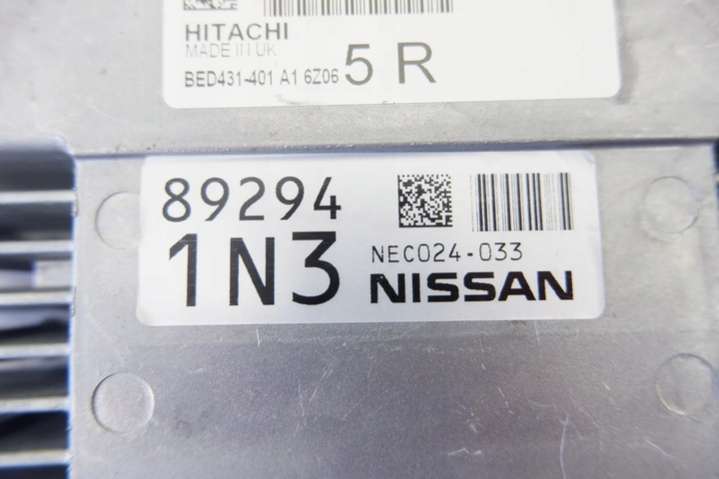 HITACHI
MADE IN UK
BED431-401 A1 6Z06 5 R
89294
1N3
NEC024-033
NISSAN